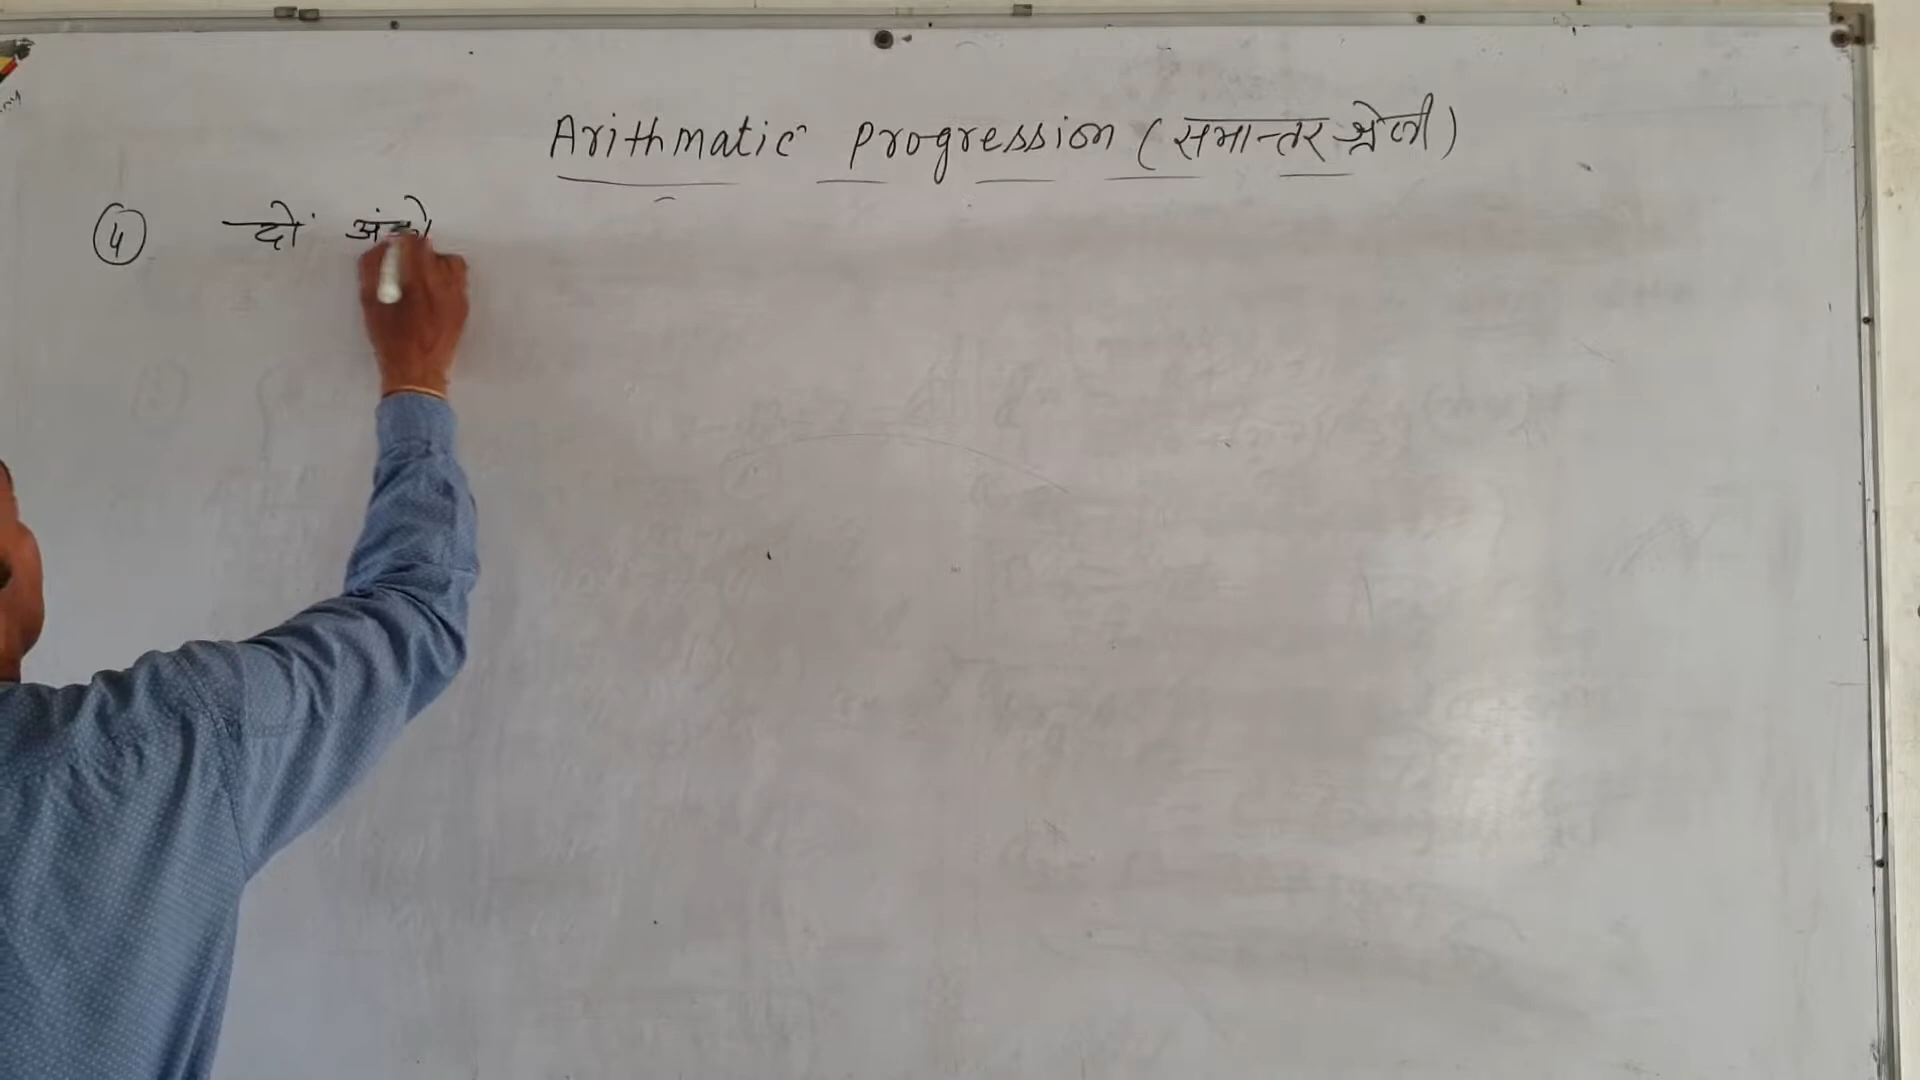 Arithmatic Progression (समान्तर श्रेणी)
4 दो अंको